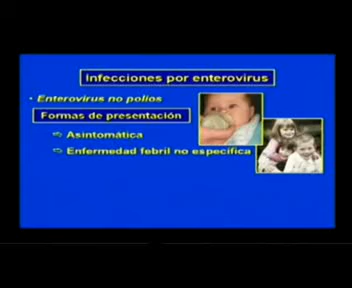 Infecciones por enterovirus
• Enterovirus no polios
Formas de presentación
⇨ Asintomática
⇨ Enfermedad febril no específica